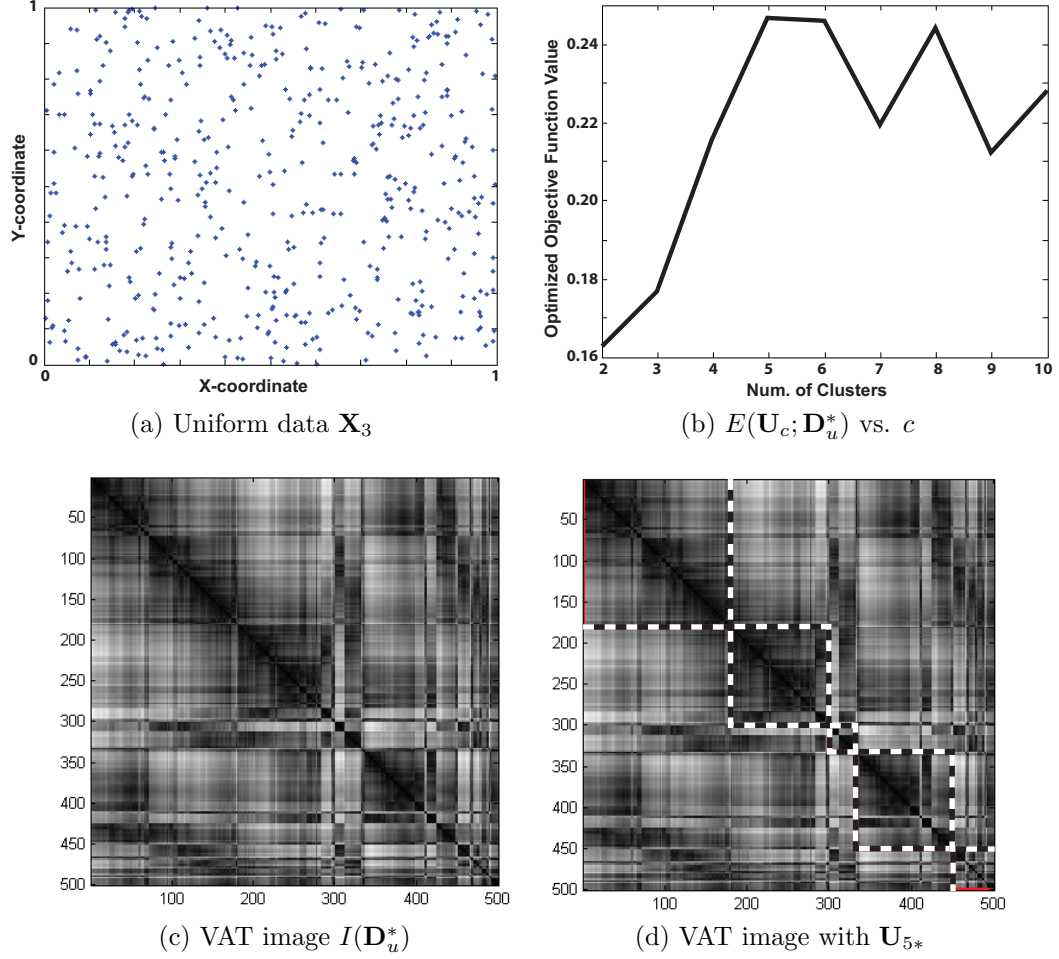 1
Y-coordinate
0
0
1
X-coordinate
(a) Uniform data X₃
Optimized Objective Function Value
0.24
0.22
0.20
0.18
0.16
2 3 4 5 6 7 8 9 10
Num. of Clusters
(b) E(U_c; D*_u) vs. c
50
100
150
200
250
300
350
400
450
500
100 200 300 400 500
(c) VAT image I(D*_u)
50
100
150
200
250
300
350
400
450
500
100 200 300 400 500
(d) VAT image with U₅*